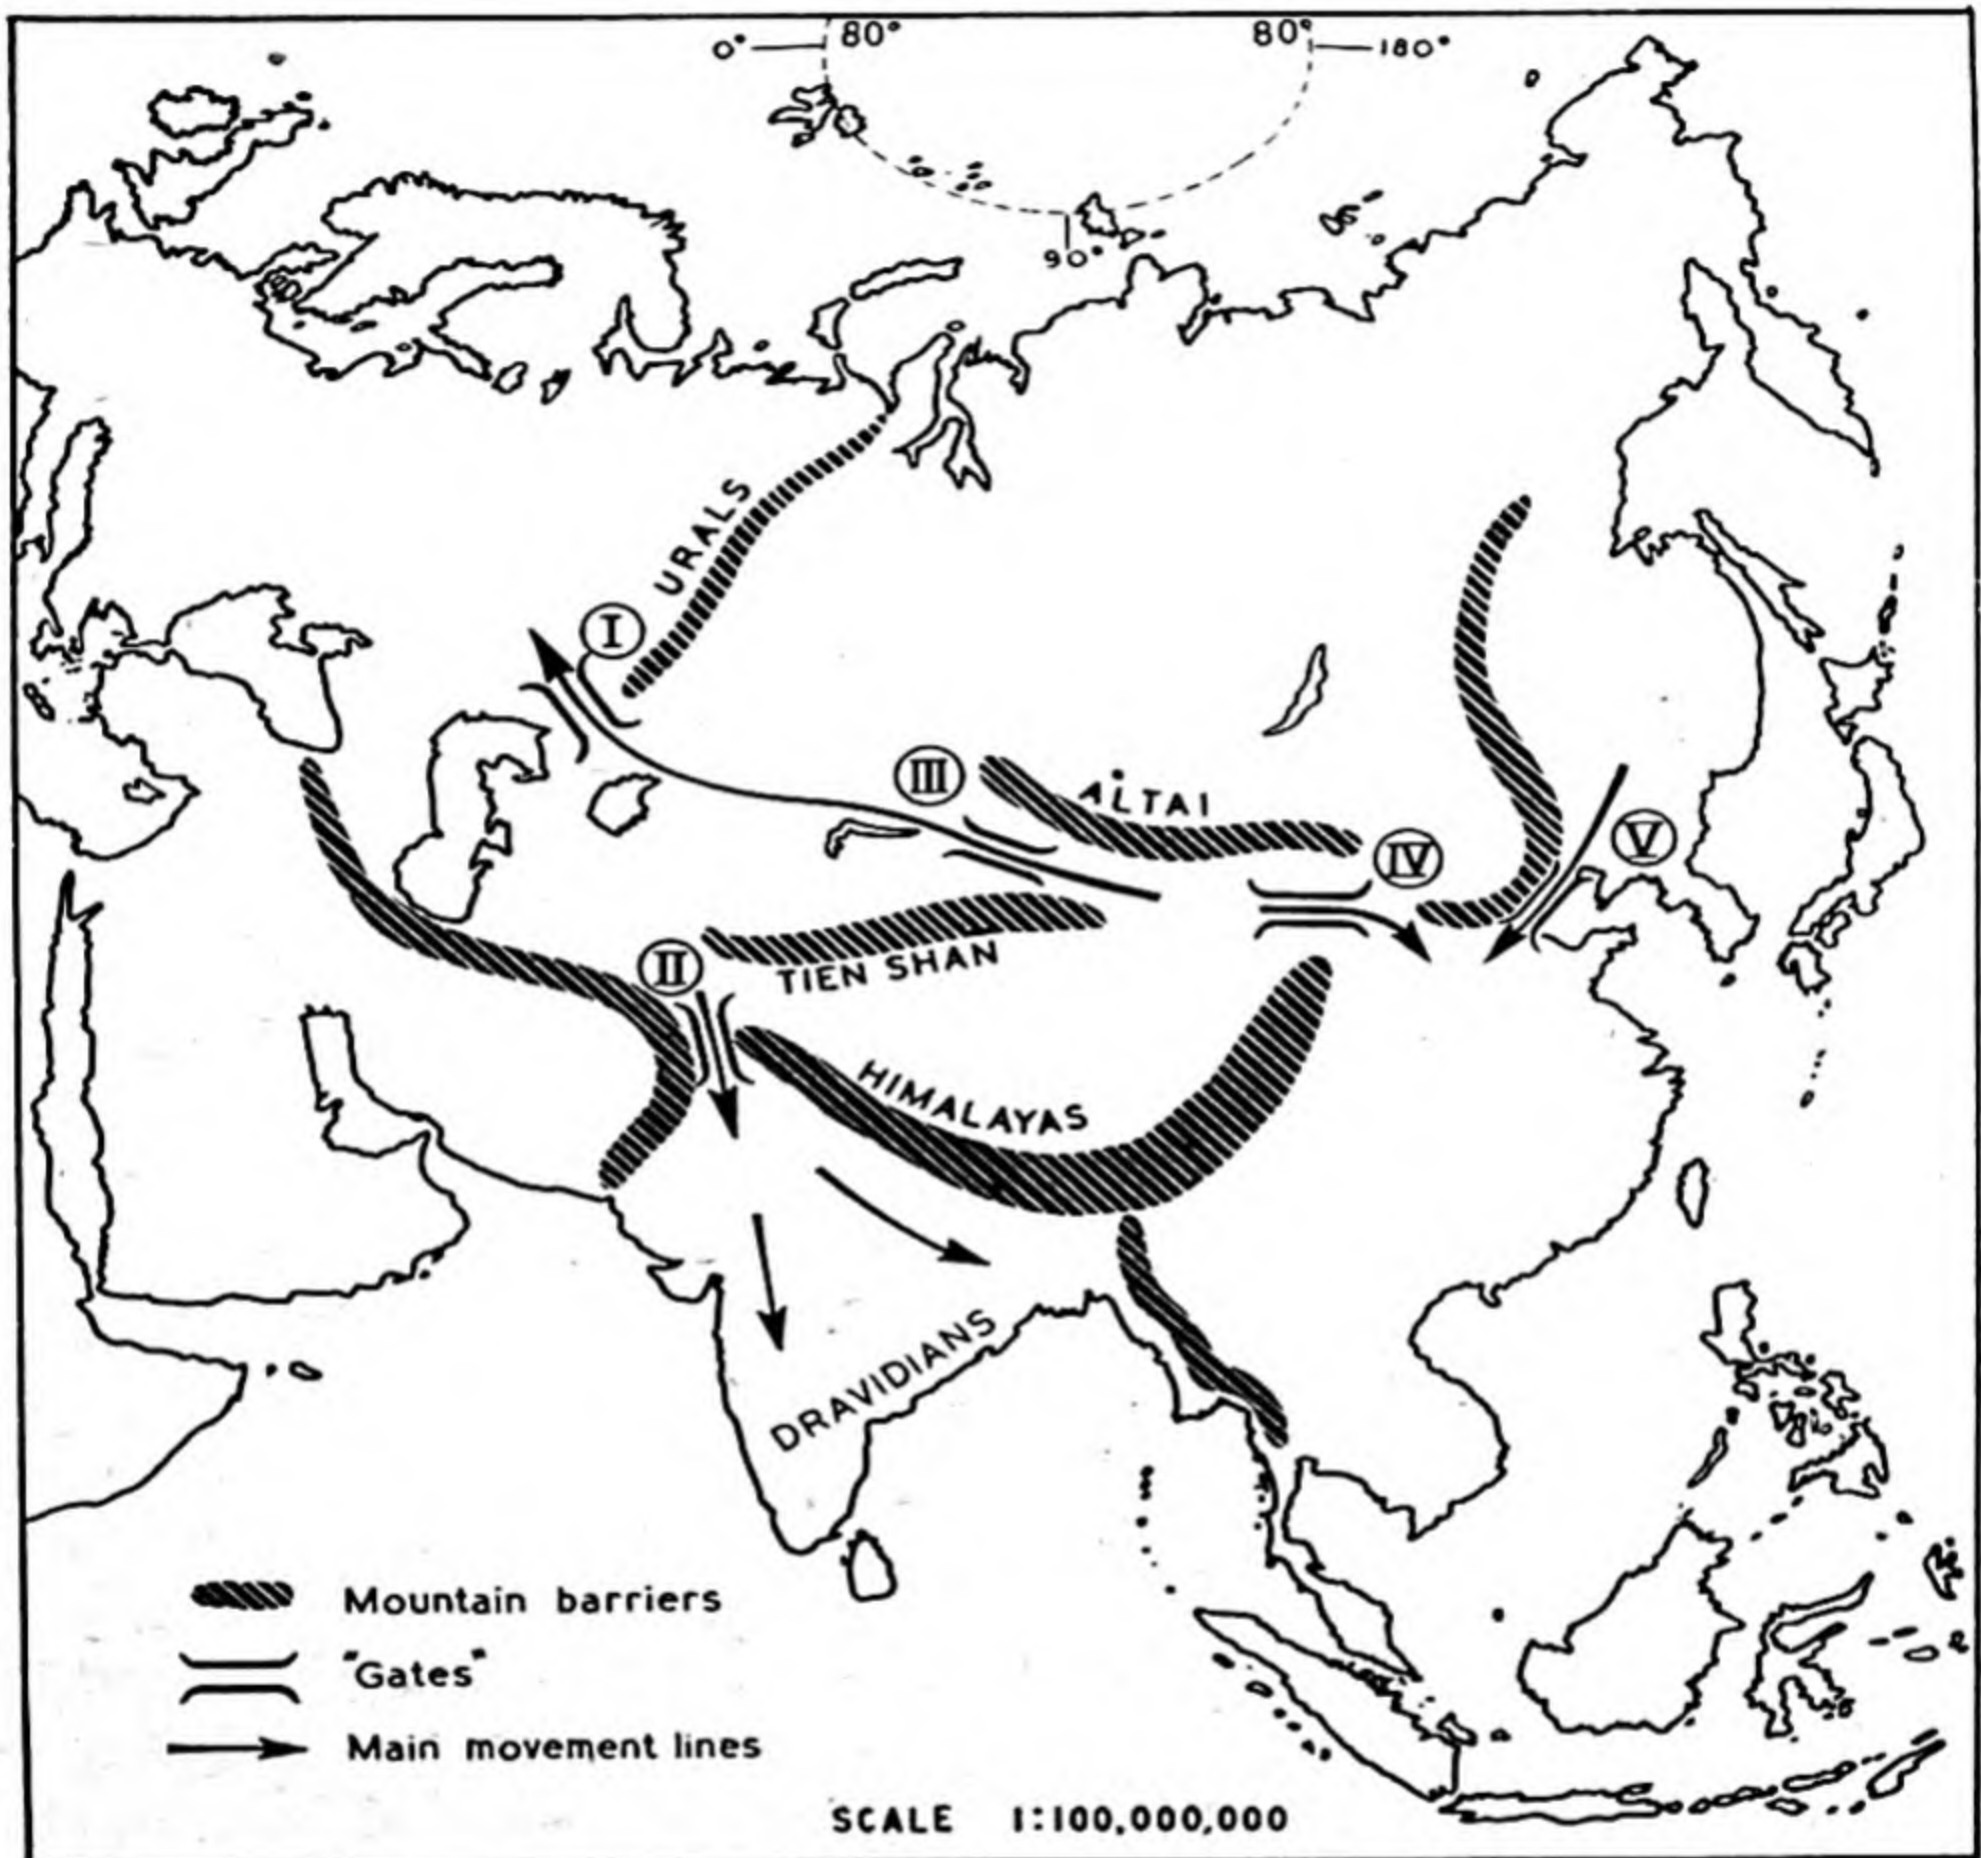 0° 80° 80° 180°
90°
URALS
I
III
ALTAI
IV
V
II
TIEN SHAN
HIMALAYAS
DRAVIDIANS
Mountain barriers
"Gates"
Main movement lines
SCALE 1:100,000,000